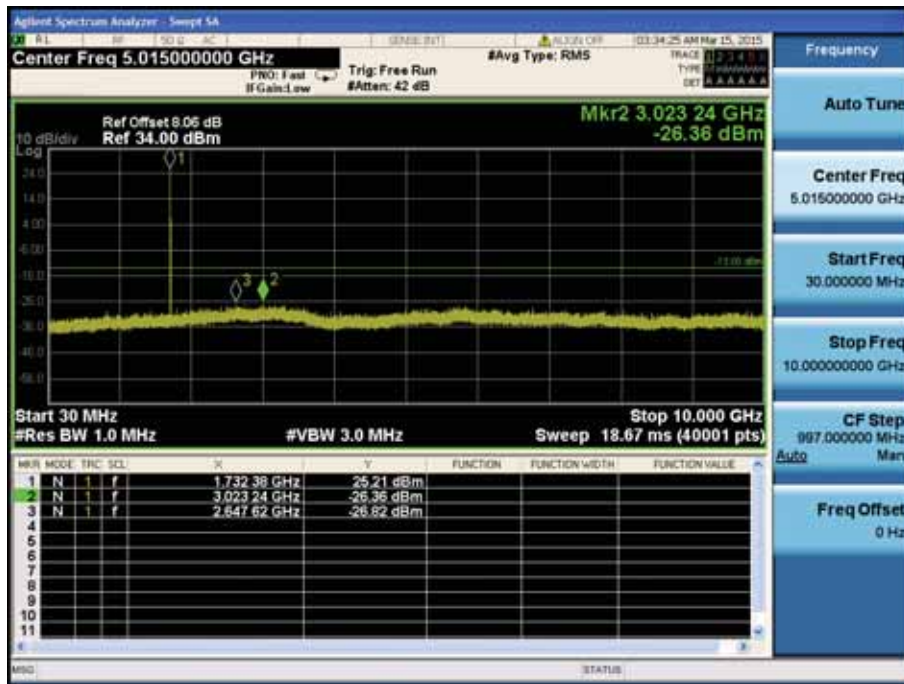 Agilent Spectrum Analyzer - Swept SA
RL RF 50 Ω AC SENSE:INT ALIGN OFF 03:34:25 AM Mar 15, 2015
Center Freq 5.015000000 GHz
PNO: Fast
IFGain:Low
Trig: Free Run
#Atten: 42 dB
#Avg Type: RMS
TRACE 1 2 3 4 5 6
TYPE
DET A A A A A A
Ref Offset 8.06 dB
10 dB/div Ref 34.00 dBm
Log
Mkr2 3.023 24 GHz
-26.36 dBm
1
24.0
14.0
4.00
-6.00
-13.00 dBm
-16.0
3
2
-26.0
-36.0
-46.0
-56.0
Start 30 MHz
Stop 10.000 GHz
#Res BW 1.0 MHz #VBW 3.0 MHz Sweep 18.67 ms (40001 pts)
MKR MODE TRC SCL X Y FUNCTION FUNCTION WIDTH FUNCTION VALUE
1 N 1 f 1.732 38 GHz 25.21 dBm
2 N 1 f 3.023 24 GHz -26.36 dBm
3 N 1 f 2.647 62 GHz -26.82 dBm
4
5
6
7
8
9
10
11
MSG STATUS
Frequency
Auto Tune
Center Freq
5.015000000 GHz
Start Freq
30.000000 MHz
Stop Freq
10.000000000 GHz
CF Step
997.000000 MHz
Auto Man
Freq Offset
0 Hz